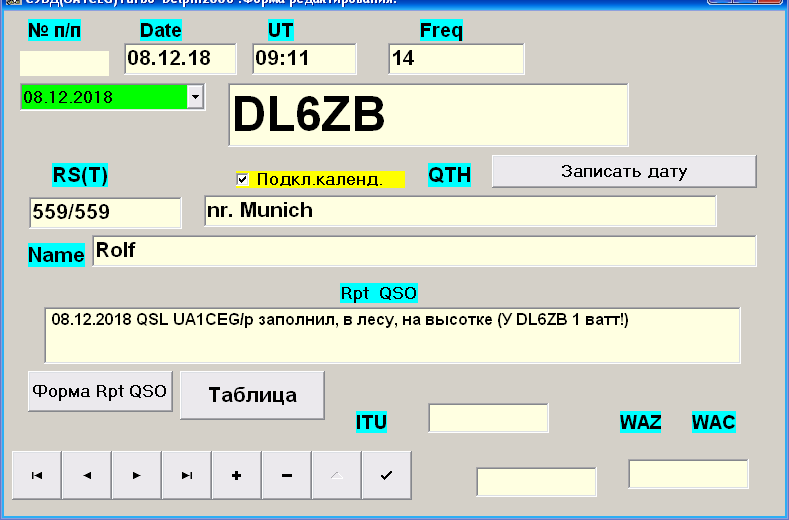 № п/п Date UT Freq
08.12.18 09:11 14
08.12.2018
DL6ZB
RS(T) Подкл.календ. QTH Записать дату
559/559 nr. Munich
Name Rolf
Rpt QSO
08.12.2018 QSL UA1CEG/p заполнил, в лесу, на высотке (У DL6ZB 1 ватт!)
Форма Rpt QSO Таблица
ITU WAZ WAC